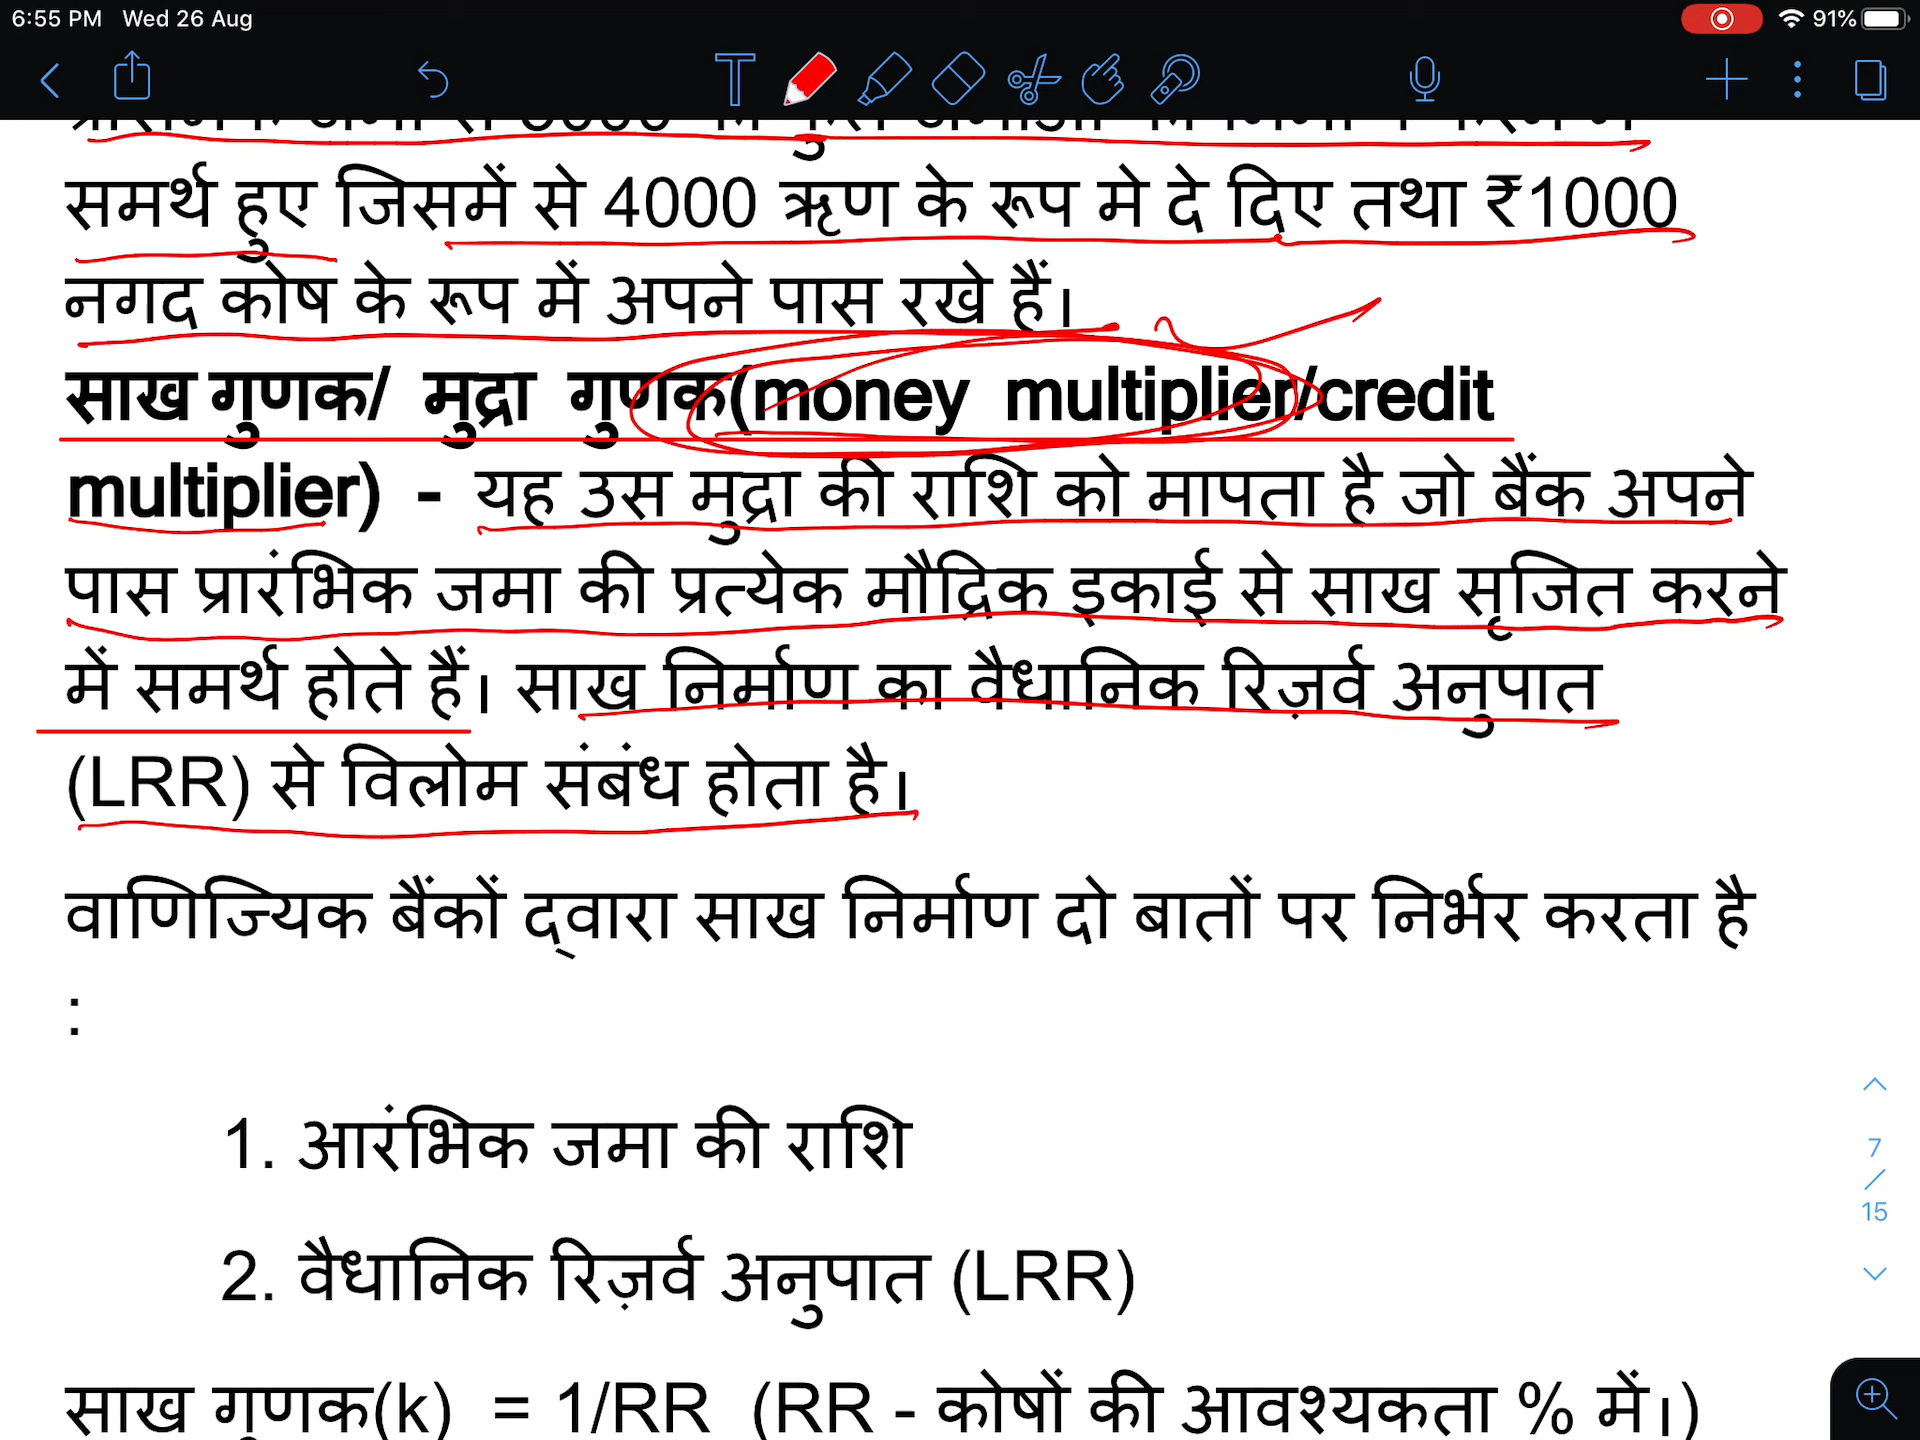 6:55 PM Wed 26 Aug
91%
समर्थ हुए जिसमें से 4000 ऋण के रूप मे दे दिए तथा ₹1000
नगद कोष के रूप में अपने पास रखे हैं।
साख गुणक/ मुद्रा गुणक(money multiplier/credit
multiplier) - यह उस मुद्रा की राशि को मापता है जो बैंक अपने
पास प्रारंभिक जमा की प्रत्येक मौद्रिक इकाई से साख सृजित करने
में समर्थ होते हैं। साख निर्माण का वैधानिक रिज़र्व अनुपात
(LRR) से विलोम संबंध होता है।
वाणिज्यिक बैंकों द्वारा साख निर्माण दो बातों पर निर्भर करता है
:
1. आरंभिक जमा की राशि
2. वैधानिक रिज़र्व अनुपात (LRR)
साख गुणक(k) = 1/RR (RR - कोषों की आवश्यकता % में।)
7
/
15